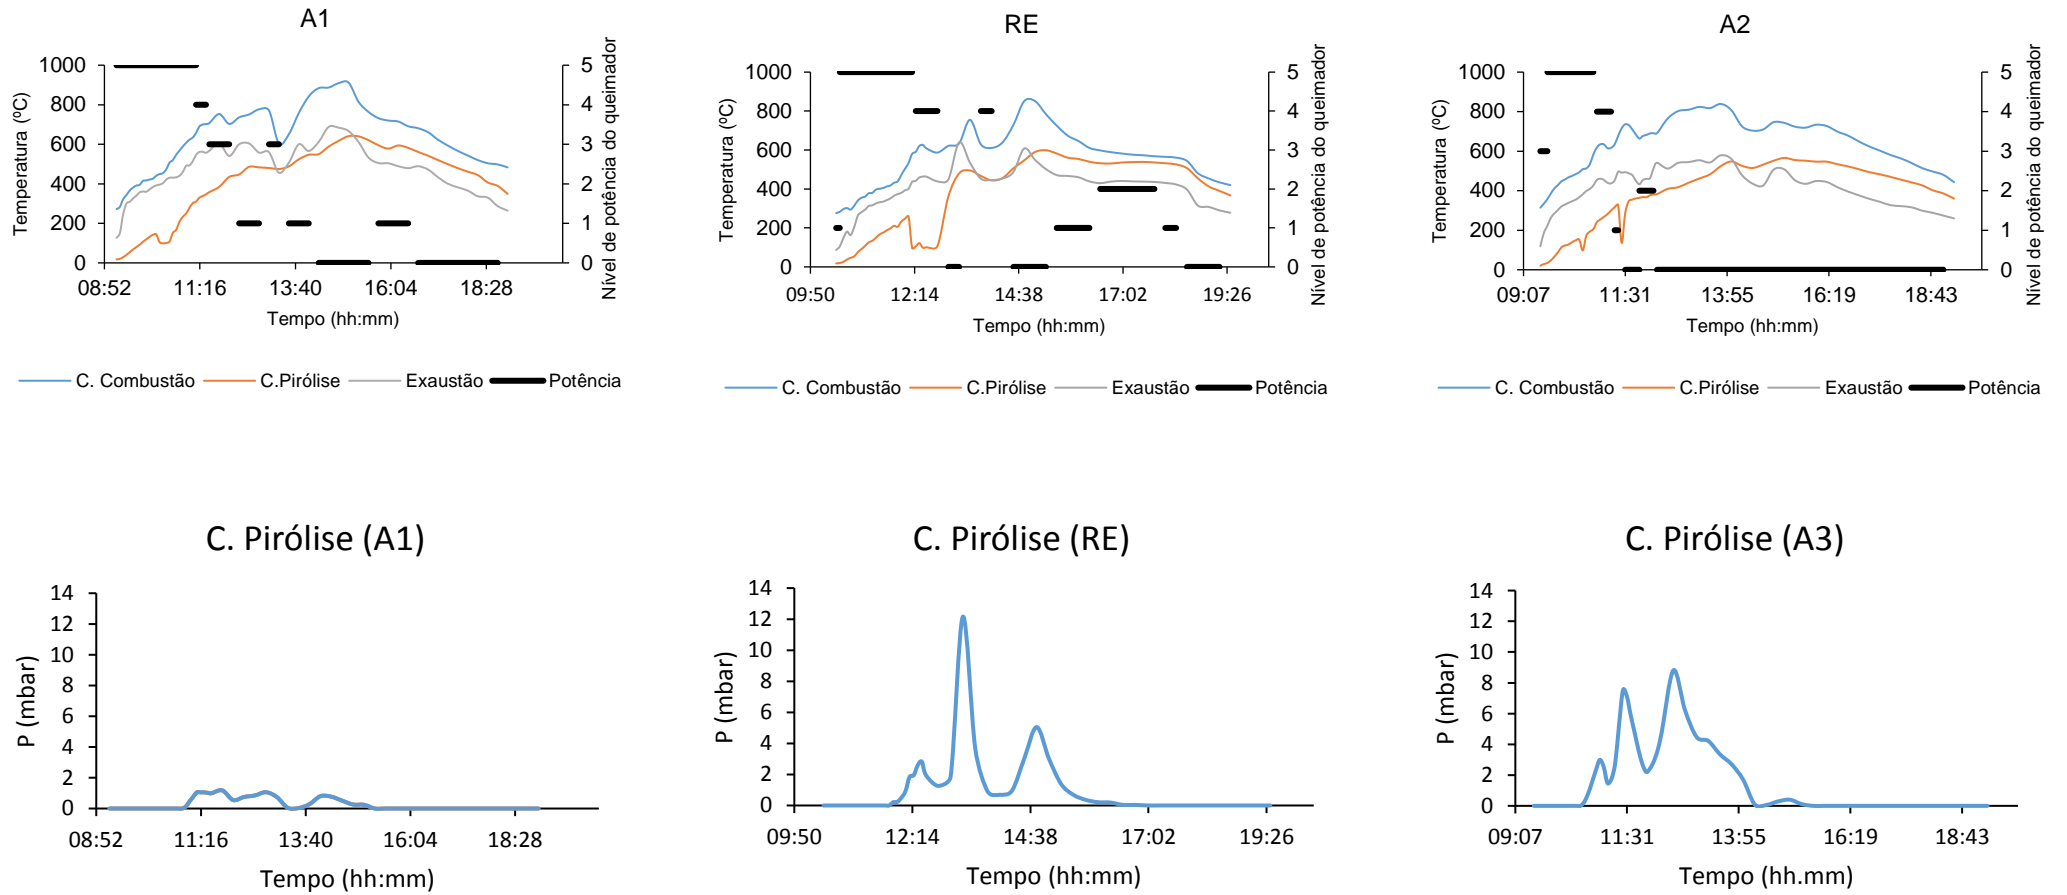 A1
Temperatura (ºC)
1000
800
600
400
200
0
5
4
3
2
1
0
Nível de potência do queimador
08:52 11:16 13:40 16:04 18:28
Tempo (hh:mm)
C. Combustão C.Pirólise Exaustão Potência
RE
Temperatura (ºC)
1000
800
600
400
200
0
5
4
3
2
1
0
Nível de potência do queimador
09:50 12:14 14:38 17:02 19:26
Tempo (hh:mm)
C. Combustão C.Pirólise Exaustão Potência
A2
Temperatura (ºC)
1000
800
600
400
200
0
5
4
3
2
1
0
Nível de potência do queimador
09:07 11:31 13:55 16:19 18:43
Tempo (hh:mm)
C. Combustão C.Pirólise Exaustão Potência
C. Pirólise (A1)
P (mbar)
14
12
10
8
6
4
2
0
08:52 11:16 13:40 16:04 18:28
Tempo (hh:mm)
C. Pirólise (RE)
P (mbar)
14
12
10
8
6
4
2
0
09:50 12:14 14:38 17:02 19:26
Tempo (hh:mm)
C. Pirólise (A3)
P (mbar)
14
12
10
8
6
4
2
0
09:07 11:31 13:55 16:19 18:43
Tempo (hh.mm)